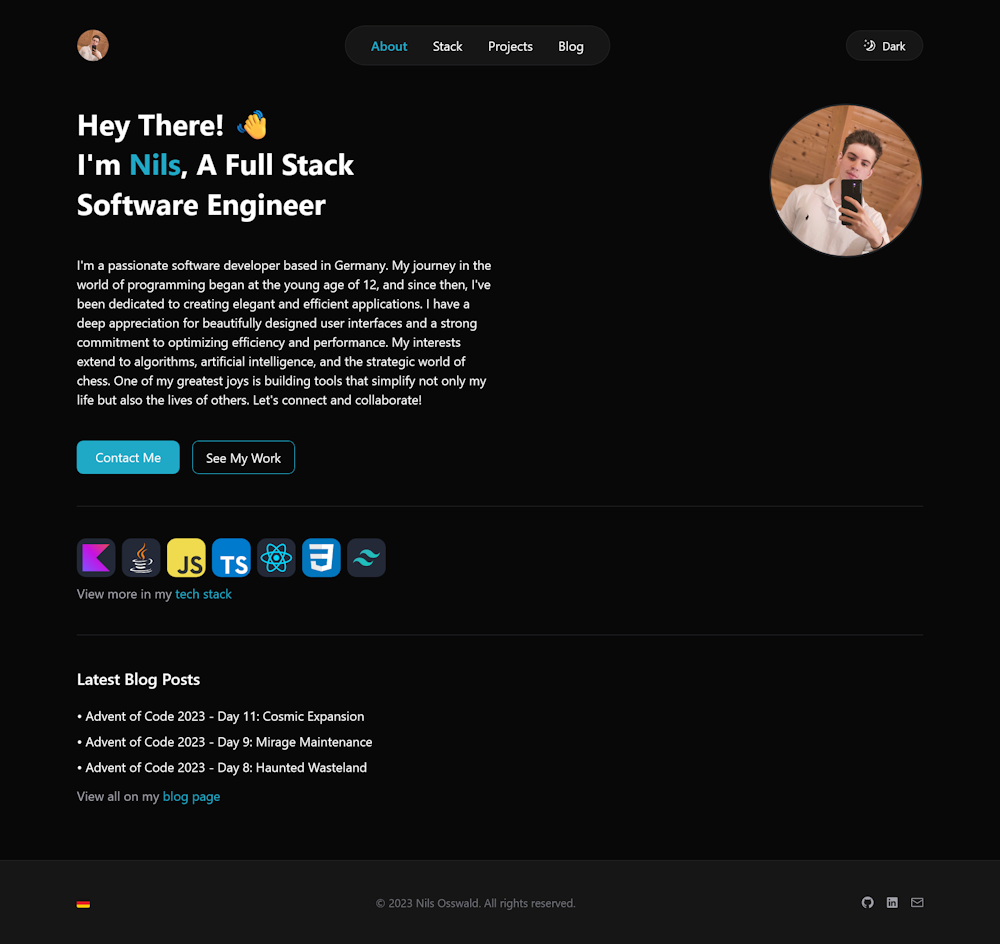 About Stack Projects Blog
Dark
Hey There! 👋
I'm Nils, A Full Stack
Software Engineer
I'm a passionate software developer based in Germany. My journey in the
world of programming began at the young age of 12, and since then, I've
been dedicated to creating elegant and efficient applications. I have a
deep appreciation for beautifully designed user interfaces and a strong
commitment to optimizing efficiency and performance. My interests
extend to algorithms, artificial intelligence, and the strategic world of
chess. One of my greatest joys is building tools that simplify not only my
life but also the lives of others. Let's connect and collaborate!
Contact Me
See My Work
JS TS 3
View more in my tech stack
Latest Blog Posts
• Advent of Code 2023 - Day 11: Cosmic Expansion
• Advent of Code 2023 - Day 9: Mirage Maintenance
• Advent of Code 2023 - Day 8: Haunted Wasteland
View all on my blog page
© 2023 Nils Osswald. All rights reserved.
in